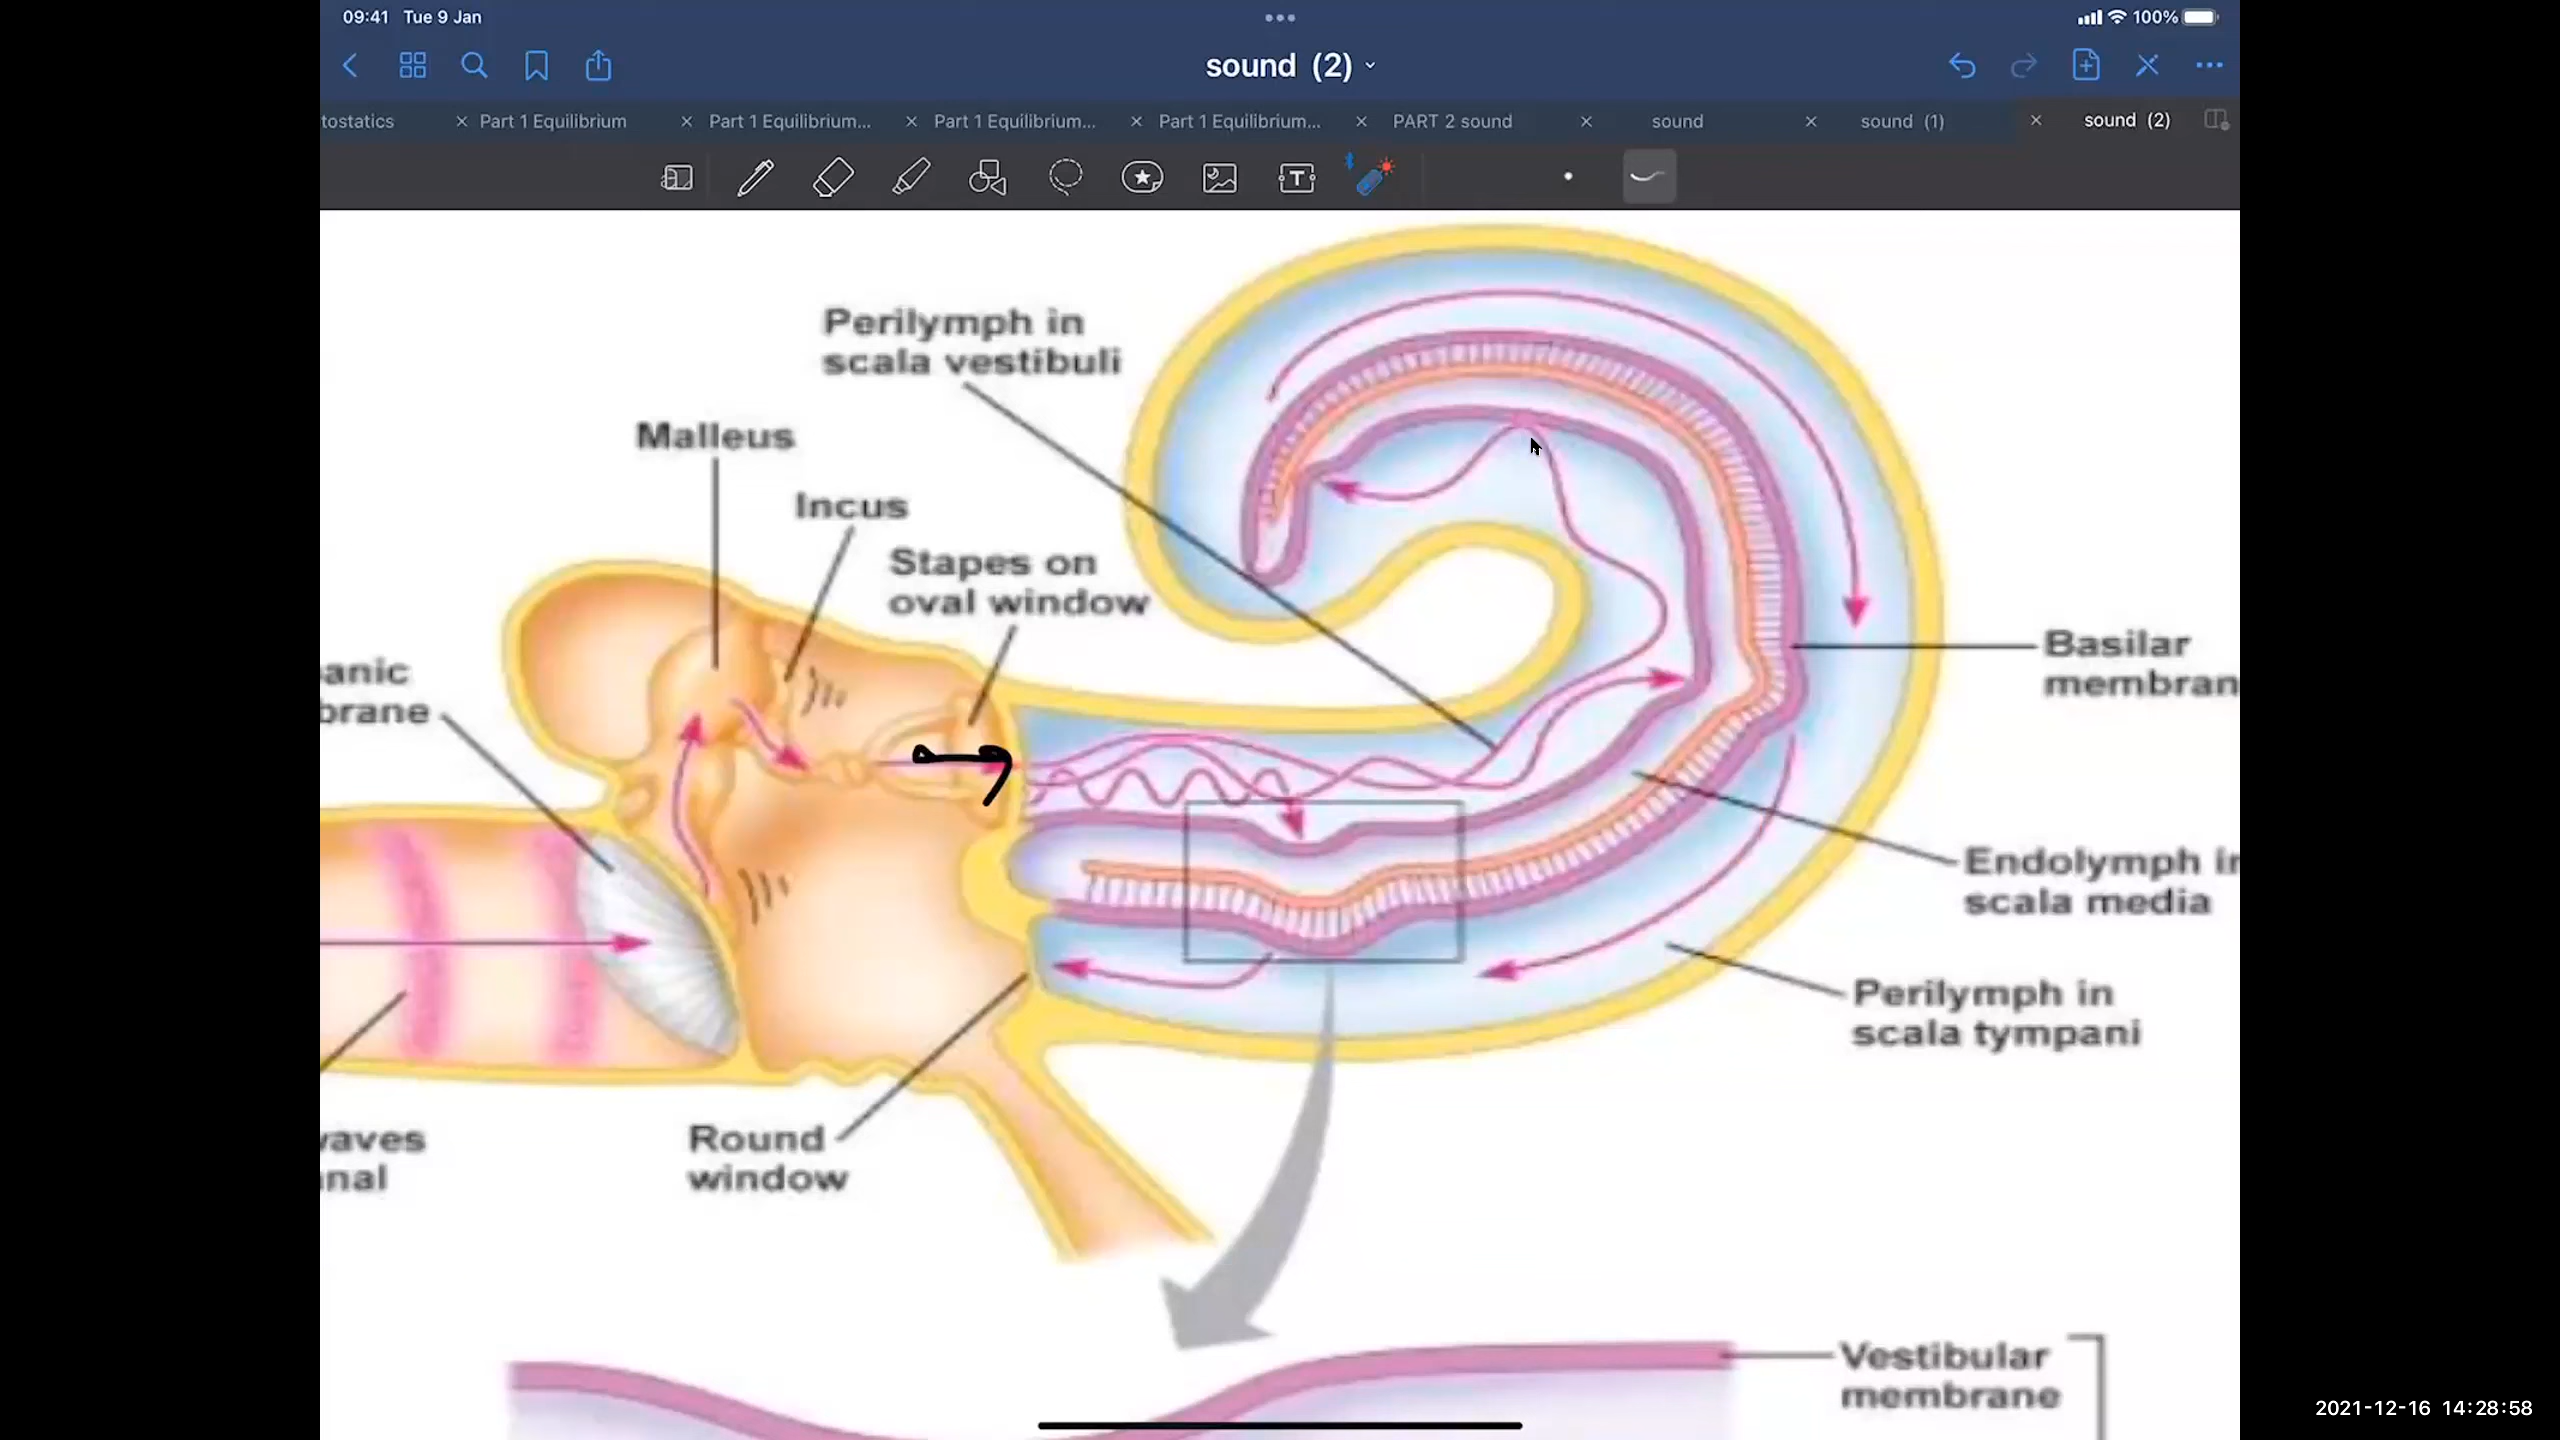 09:41 Tue 9 Jan
100%
sound (2)
tostatics
Part 1 Equilibrium
Part 1 Equilibrium...
Part 1 Equilibrium...
Part 1 Equilibrium...
PART 2 sound
sound
sound (1)
sound (2)
Perilymph in
scala vestibuli
Malleus
Incus
Stapes on
oval window
anic
brane
Basilar
membran
Endolymph in
scala media
Perilymph in
scala tympani
Round
window
waves
anal
Vestibular
membrane
2021-12-16 14:28:58